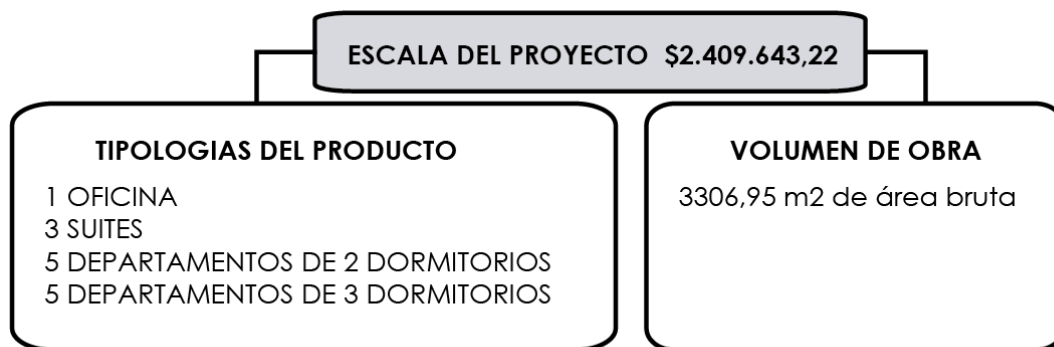 ESCALA DEL PROYECTO $2.409.643,22
TIPOLOGIAS DEL PRODUCTO
1 OFICINA
3 SUITES
5 DEPARTAMENTOS DE 2 DORMITORIOS
5 DEPARTAMENTOS DE 3 DORMITORIOS
VOLUMEN DE OBRA
3306,95 m2 de área bruta